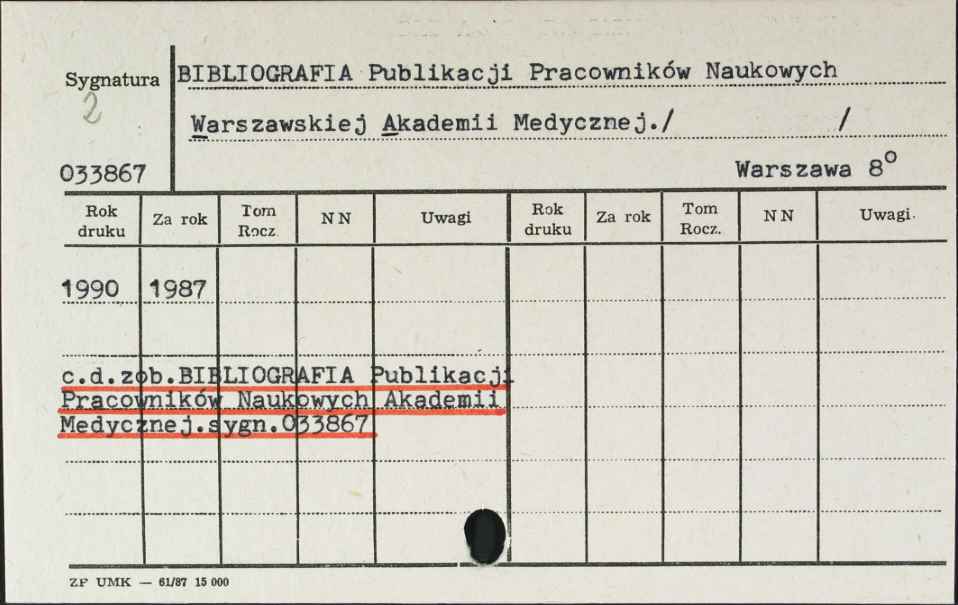 Sygnatura
2
033867
BIBLIOGRAFIA Publikacji Pracowników Naukowych
Warszawskiej Akademii Medycznej./ /
Warszawa 8o
Rok druku Za rok Tom Rocz. NN Uwagi Rok druku Za rok Tom Rocz. NN Uwagi
1990 1987
c.d.zob.BIBLIOGRAFIA Publikacji
Pracowników Naukowych Akademii
Medycznej.sygn.033867
ZF UMK — 61/87 15 000